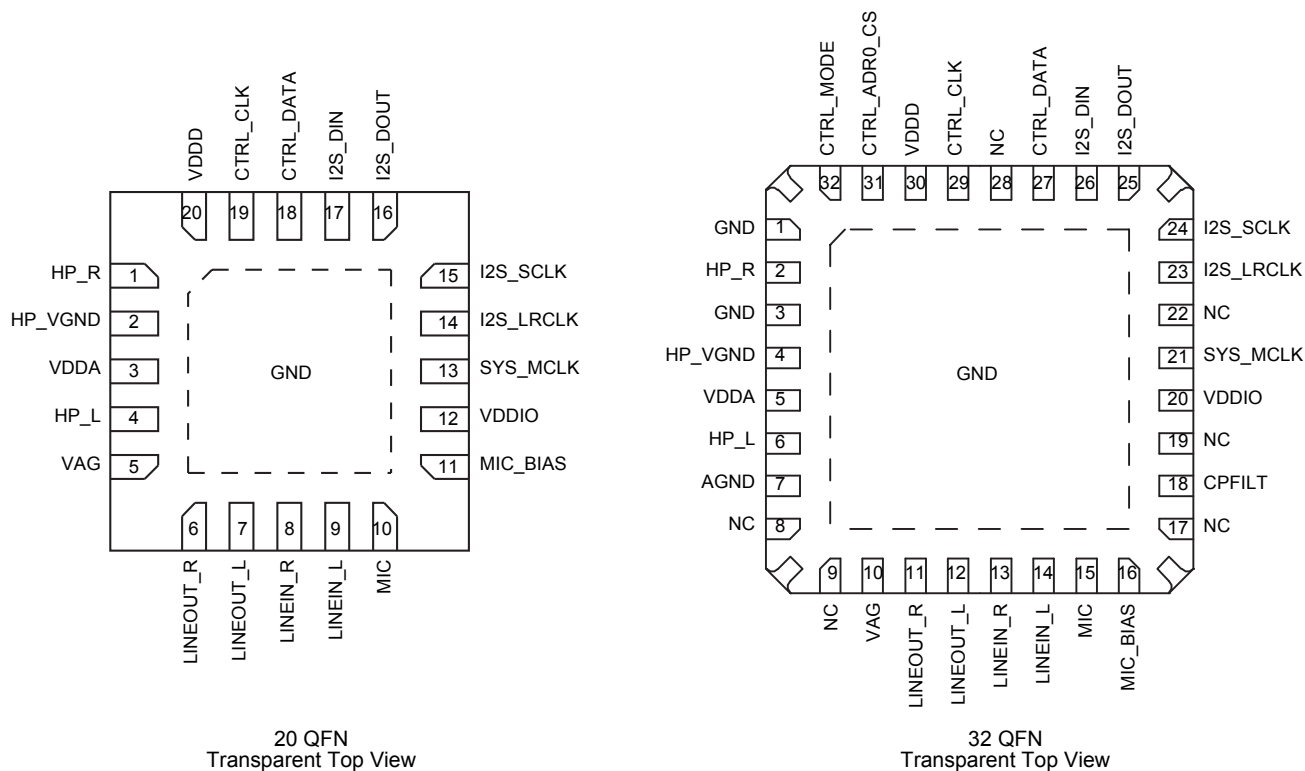 VDDD
CTRL_CLK
CTRL_DATA
I2S_DIN
I2S_DOUT
20
19
18
17
16
HP_R
1
HP_VGND
2
VDDA
3
HP_L
4
VAG
5
GND
15
I2S_SCLK
14
I2S_LRCLK
13
SYS_MCLK
12
VDDIO
11
MIC_BIAS
6
7
8
9
10
LINEOUT_R
LINEOUT_L
LINEIN_R
LINEIN_L
MIC
20 QFN
Transparent Top View
CTRL_MODE
CTRL_ADR0_CS
VDDD
CTRL_CLK
NC
CTRL_DATA
I2S_DIN
I2S_DOUT
32
31
30
29
28
27
26
25
GND
1
HP_R
2
GND
3
HP_VGND
4
VDDA
5
HP_L
6
AGND
7
NC
8
GND
24
I2S_SCLK
23
I2S_LRCLK
22
NC
21
SYS_MCLK
20
VDDIO
19
NC
18
CPFILT
17
NC
9
10
11
12
13
14
15
16
NC
VAG
LINEOUT_R
LINEOUT_L
LINEIN_R
LINEIN_L
MIC
MIC_BIAS
32 QFN
Transparent Top View